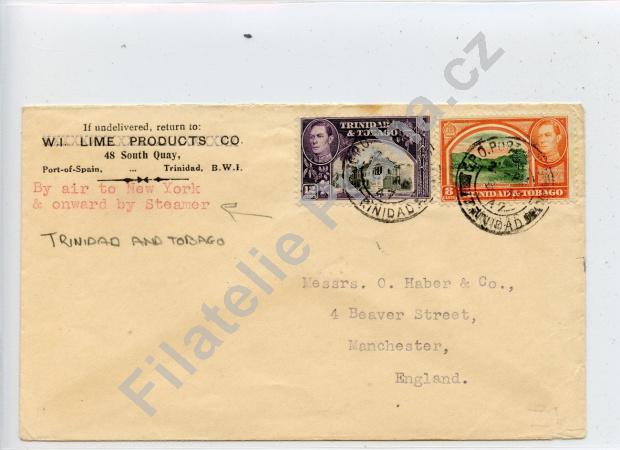 If undelivered, return to:
W.I. LIME PRODUCTS CO.
48 South Quay,
Port-of-Spain, ... Trinidad, B.W.I.
By air to New York
& onward by Steamer
TRINIDAD AND TOBAGO
TRINIDAD
& TOBAGO
TRINIDAD & TOBAGO
8
TRINIDAD
G.P.O. PORT
TRINIDAD
Messrs. O. Haber & Co.,
4 Beaver Street,
Manchester,
England.